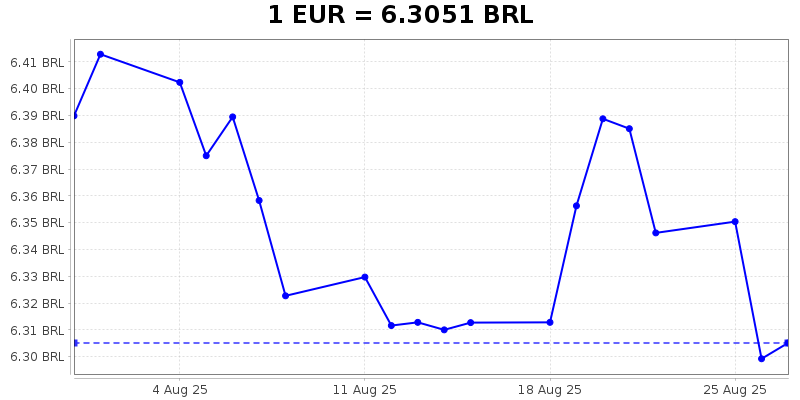 1 EUR = 6.3051 BRL
6.41 BRL
6.40 BRL
6.39 BRL
6.38 BRL
6.37 BRL
6.36 BRL
6.35 BRL
6.34 BRL
6.33 BRL
6.32 BRL
6.31 BRL
6.30 BRL
4 Aug 25 11 Aug 25 18 Aug 25 25 Aug 25